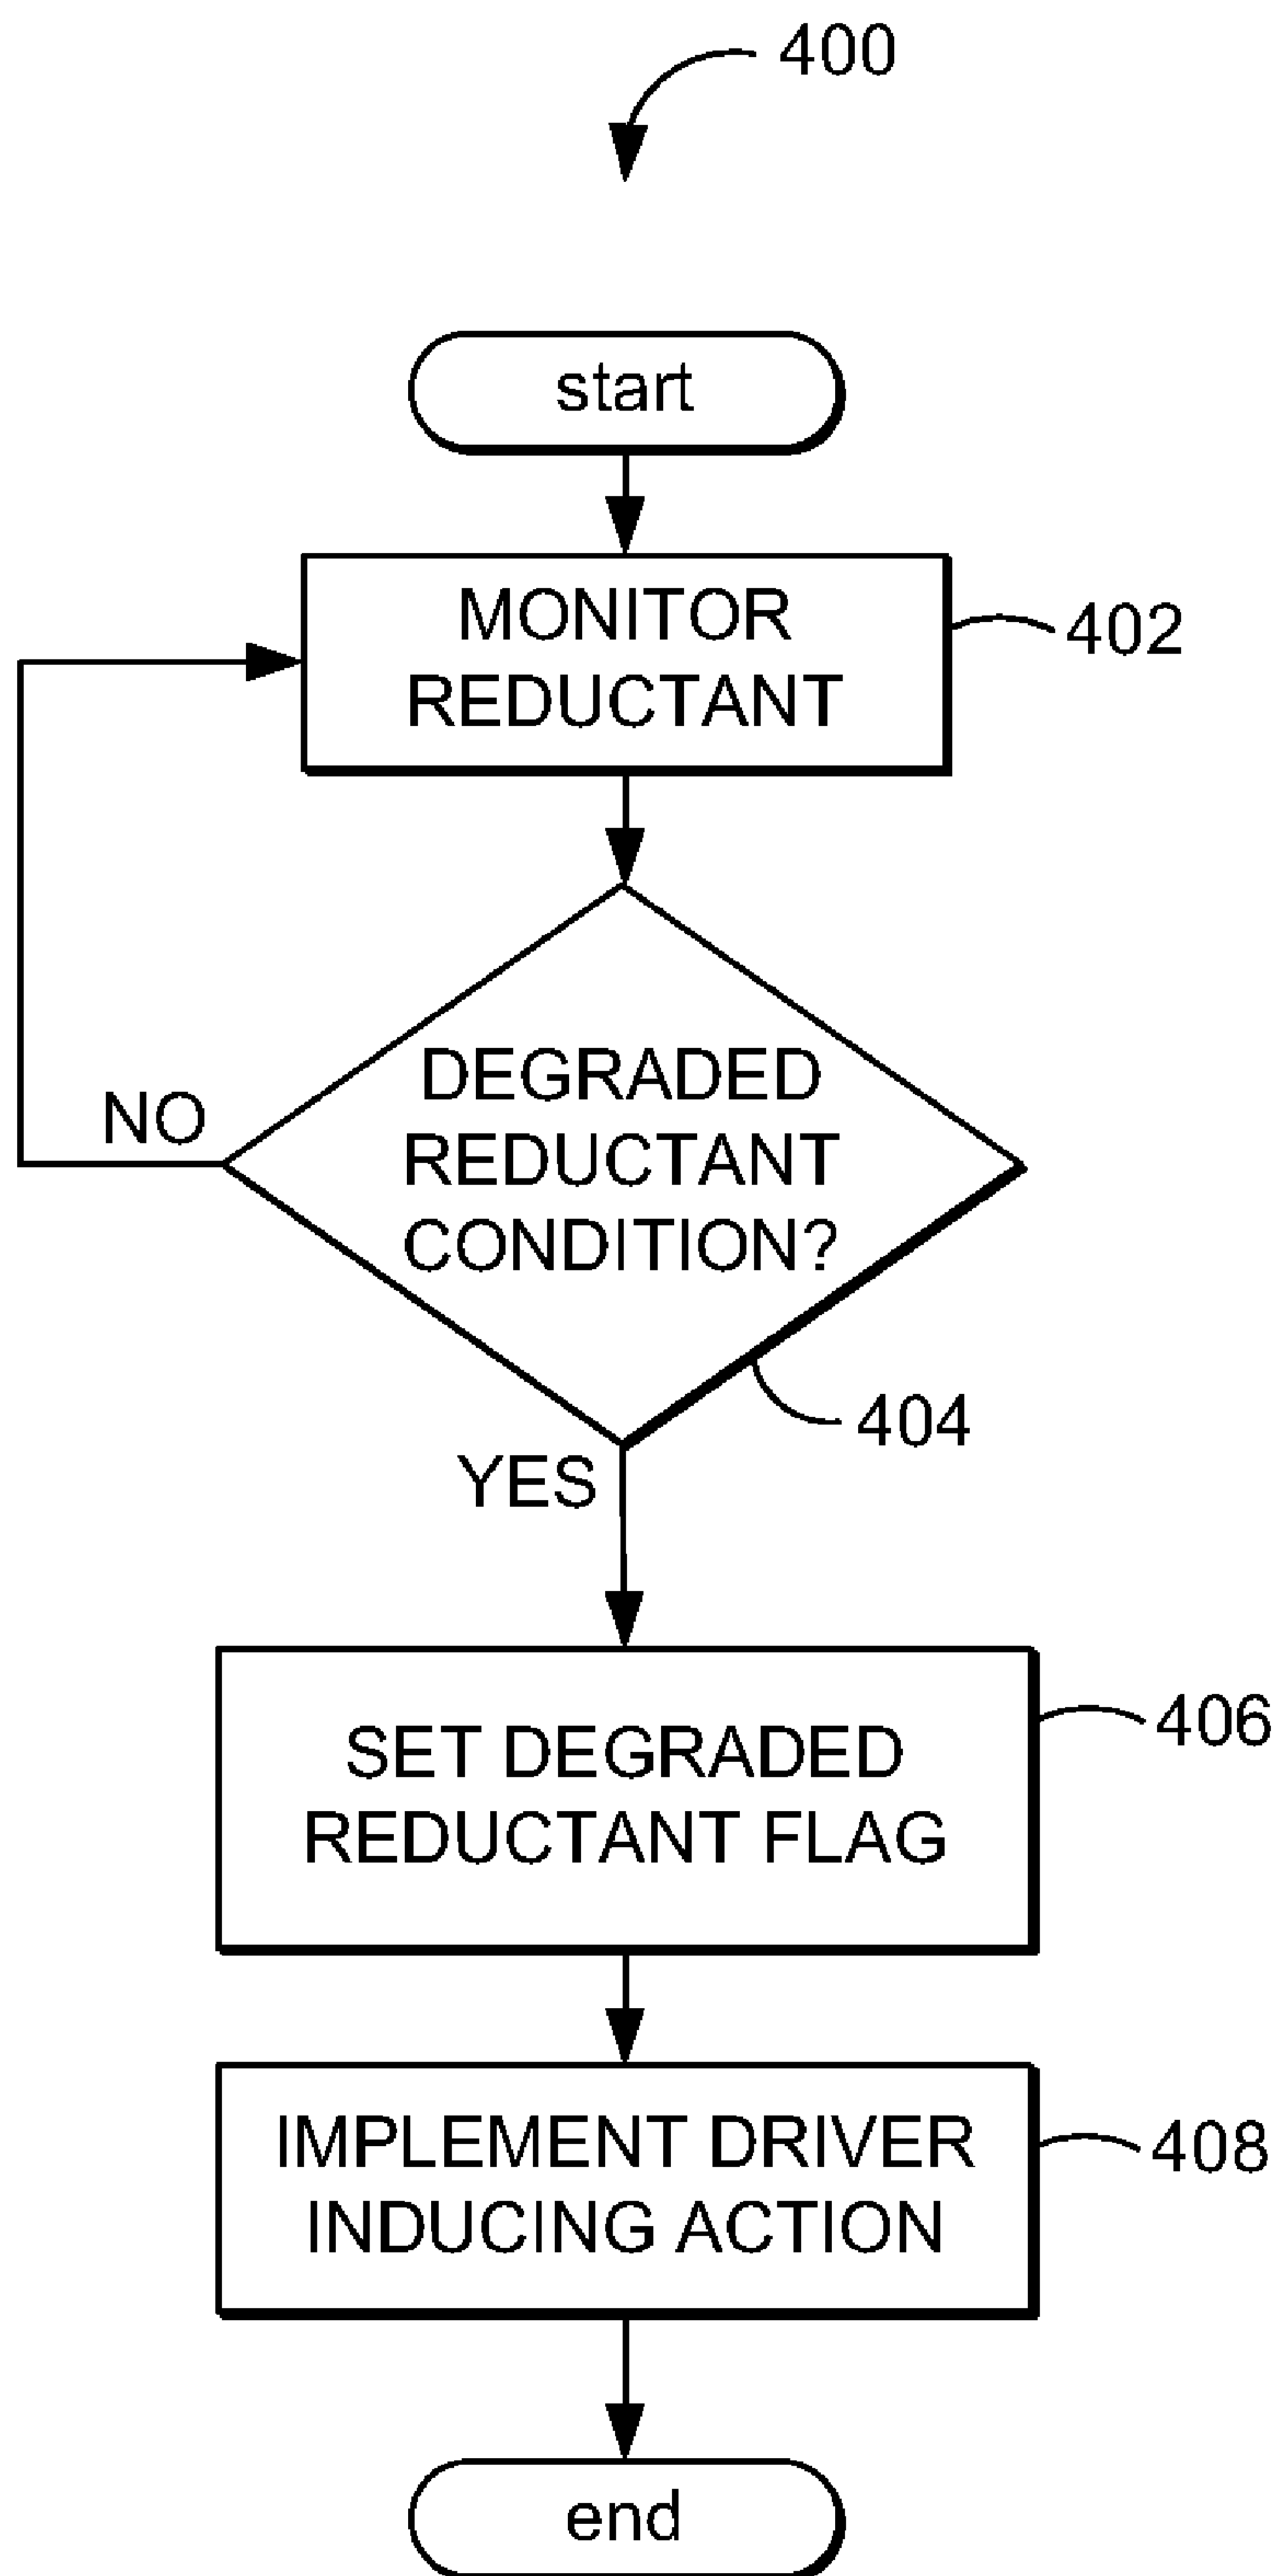 400
start
MONITOR
REDUCTANT
402
DEGRADED
REDUCTANT
CONDITION?
NO
404
YES
SET DEGRADED
REDUCTANT FLAG
406
IMPLEMENT DRIVER
INDUCING ACTION
408
end